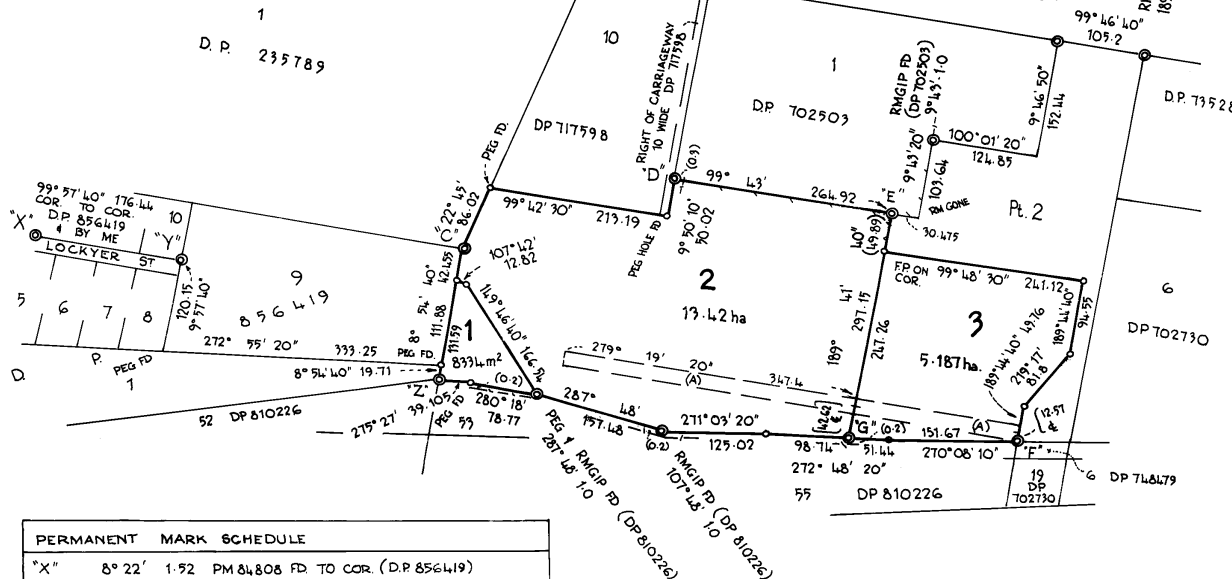 1
D.P. 235789
10
DP 717598
RIGHT OF CARRIAGEWAY
10 WIDE DP 717598
1
D.P. 702503
RMGIP FD
(DP 702503)
9° 43' 1·0
99° 46' 40"
105.2
9° 46' 50"
152.44
100° 01' 20"
124.85
9° 43' 20"
103.64
RM GONE
30.475
Pt. 2
D.P. 73528
6
DP 702730
PEG FD.
"D"
(0.3)
99° 43' 264.92
"E"
22° 45'
86.02
"C"
99° 42' 30" 213.19
PEG HOLE FD
9° 50' 10"
50.02
99° 57' 40" 176.44
COR. TO COR.
D.P. 856419
& BY ME
"X"
"Y"
10
LOCKYER ST
5
6
7
8
120.15
9° 57' 40"
9
856419
272° 55' 20" 333.25
107° 42'
12.82
42.455
8° 54' 40"
111.88
131.59
149° 46' 40" 166.54
PEG FD.
8° 54' 40" 19.71
1
8334m²
2
13.42 ha
40"
(49.89)
189° 41'
297.15
247.26
F.P. ON
COR.
99° 48' 30" 241.12
3
5.187 ha.
189° 44' 40"
94.55
189° 44' 40" 49.76
219° 17'
81.8
(12.57
¢
279° 19' 20" 347.4
(A)
(A)
D.
P.
1
PEG FD
52 DP 810226
"Z"
275° 27' 39.105
PEG FD
53
(0.2)
280° 18'
78.77
287° 48'
157.48
(0.2)
271° 03' 20"
125.02
(42.62)
¢
"G"
(0.2)
98.74
272° 48' 20"
51.44
151.67
270° 08' 10"
"F"
6 DP 748479
19
DP
702730
55 DP 810226
PEG & RMGIP FD (DP 810226)
287° 48' 1·0
RMGIP FD (DP 810226)
107° 48' 1·0
PERMANENT MARK SCHEDULE
"X" 8° 22' 1·52 PM 84808 FD. TO COR. (D.P. 856419)